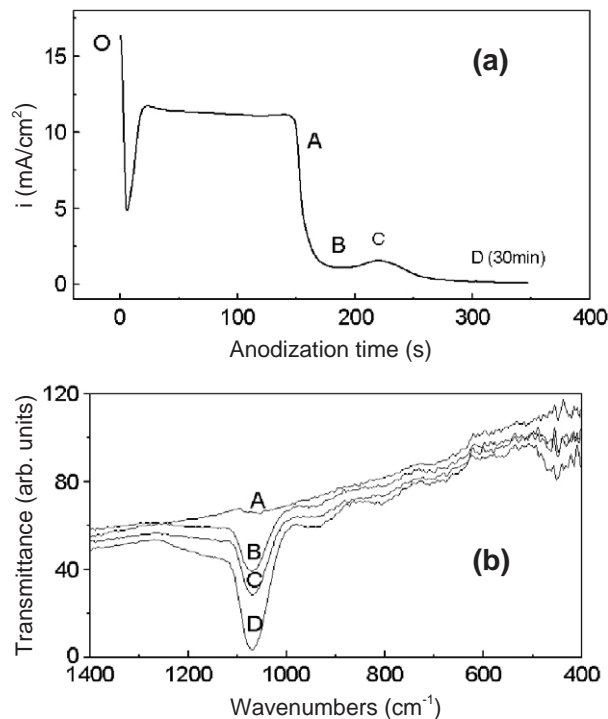 O
(a)
15
10
5
0
i (mA/cm²)
A
B
C
D (30min)
0
100
200
300
400
Anodization time (s)
120
80
40
0
Transmittance (arb. units)
A
B
C
D
(b)
1400
1200
1000
800
600
400
Wavenumbers (cm⁻¹)